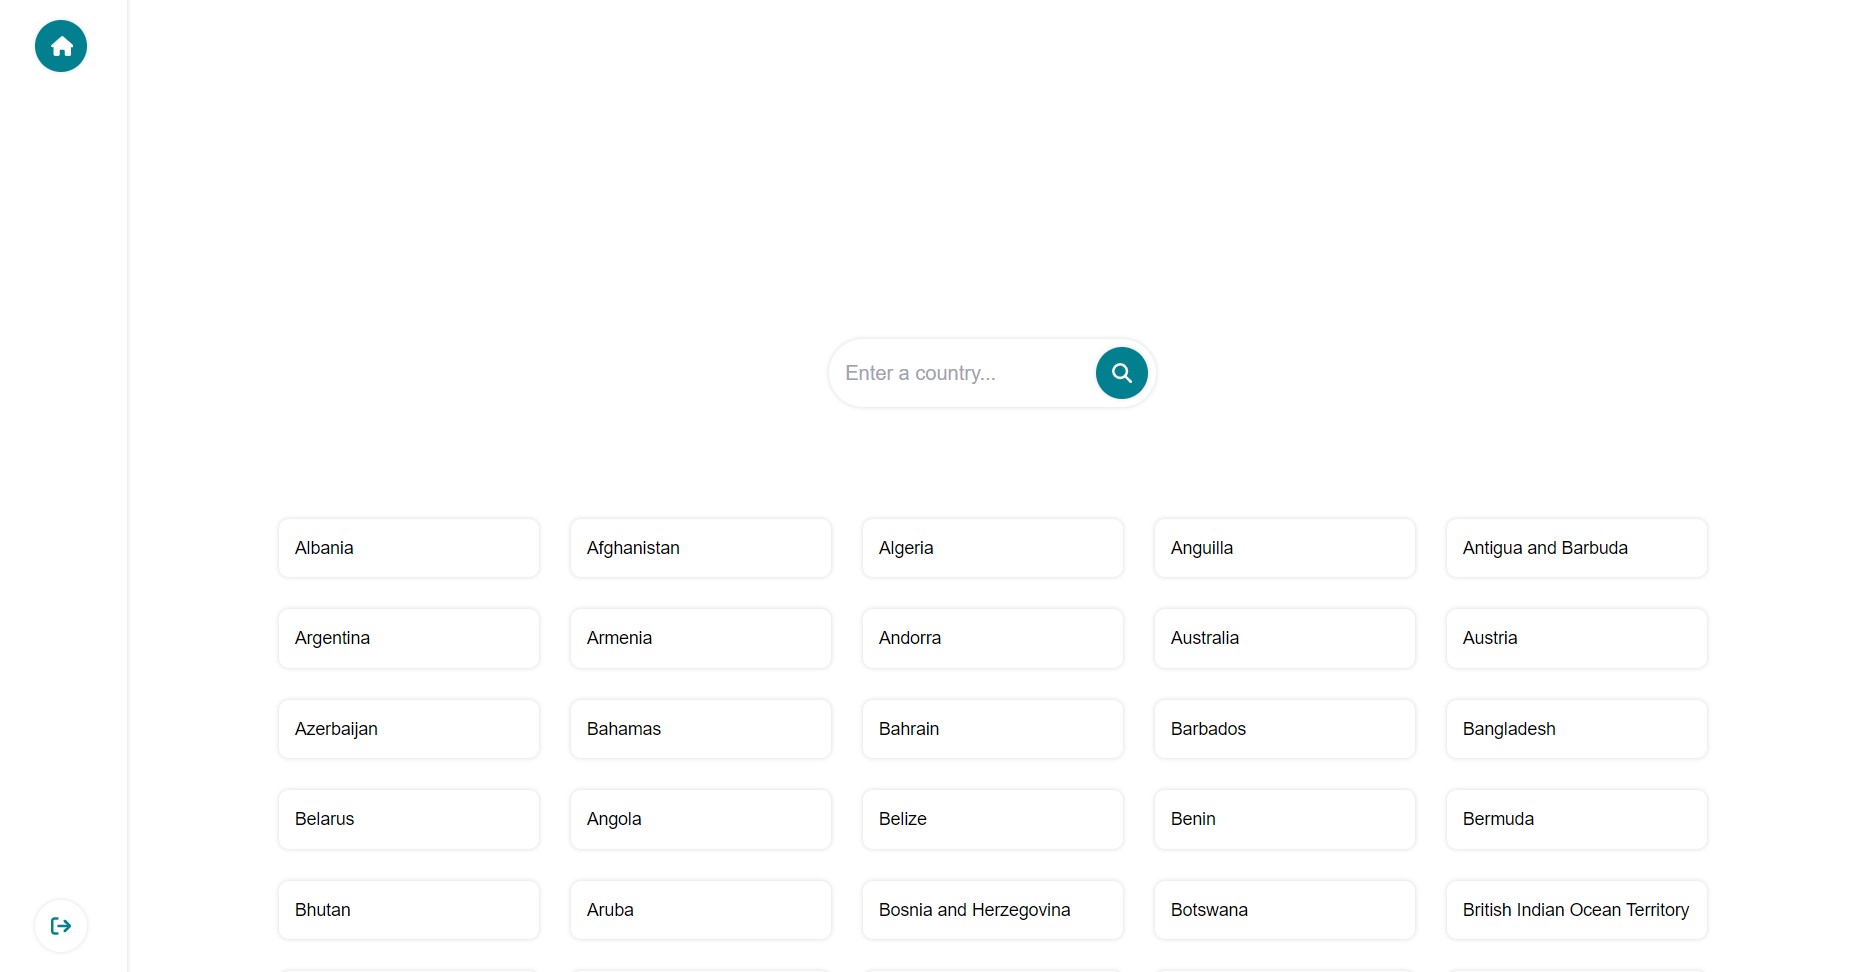 Enter a country...
Albania
Afghanistan
Algeria
Anguilla
Antigua and Barbuda
Argentina
Armenia
Andorra
Australia
Austria
Azerbaijan
Bahamas
Bahrain
Barbados
Bangladesh
Belarus
Angola
Belize
Benin
Bermuda
Bhutan
Aruba
Bosnia and Herzegovina
Botswana
British Indian Ocean Territory